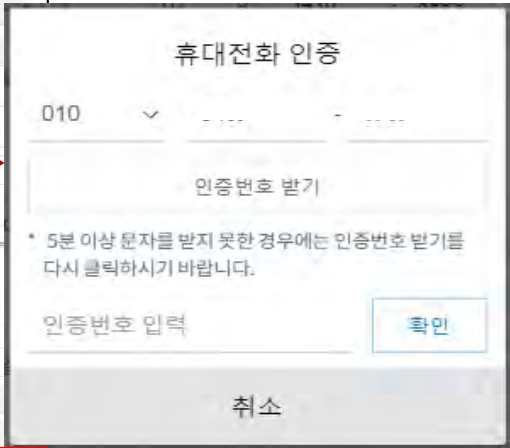 휴대전화 인증
010 -
인증번호 받기
* 5분 이상 문자를 받지 못한 경우에는 인증번호 받기를
다시 클릭하시기 바랍니다.
인증번호 입력 확인
취소